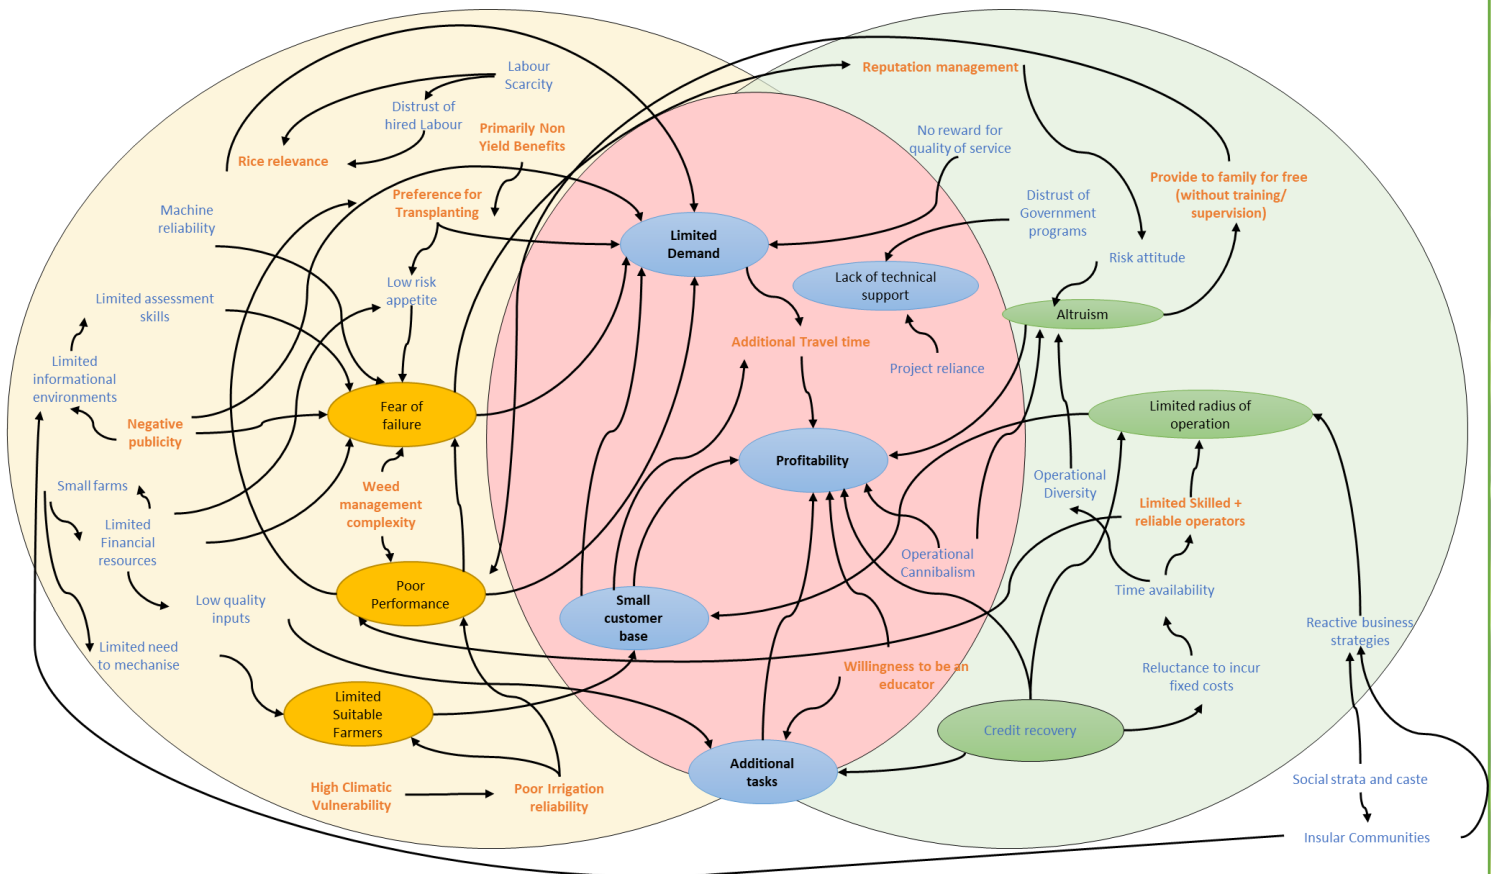 Labour
Scarcity
Reputation management
Distrust of
hired Labour
Primarily Non
Yield Benefits
No reward for
quality of service
Rice relevance
Provide to family for free
(without training/
supervision)
Preference for
Transplanting
Distrust of
Government
programs
Machine
reliability
Limited
Demand
Risk attitude
Low risk
appetite
Lack of technical
support
Limited assessment
skills
Altruism
Additional Travel time
Limited
informational
environments
Project reliance
Fear of
failure
Limited radius of
operation
Negative
publicity
Profitability
Small farms
Weed
management
complexity
Operational
Diversity
Limited Skilled +
reliable operators
Limited
Financial
resources
Operational
Cannibalism
Poor
Performance
Time availability
Low quality
inputs
Small
customer
base
Reactive business
strategies
Limited need
to mechanise
Willingness to be an
educator
Reluctance to incur
fixed costs
Limited
Suitable
Farmers
Credit recovery
Additional
tasks
Social strata and caste
High Climatic
Vulnerability
Poor Irrigation
reliability
Insular Communities